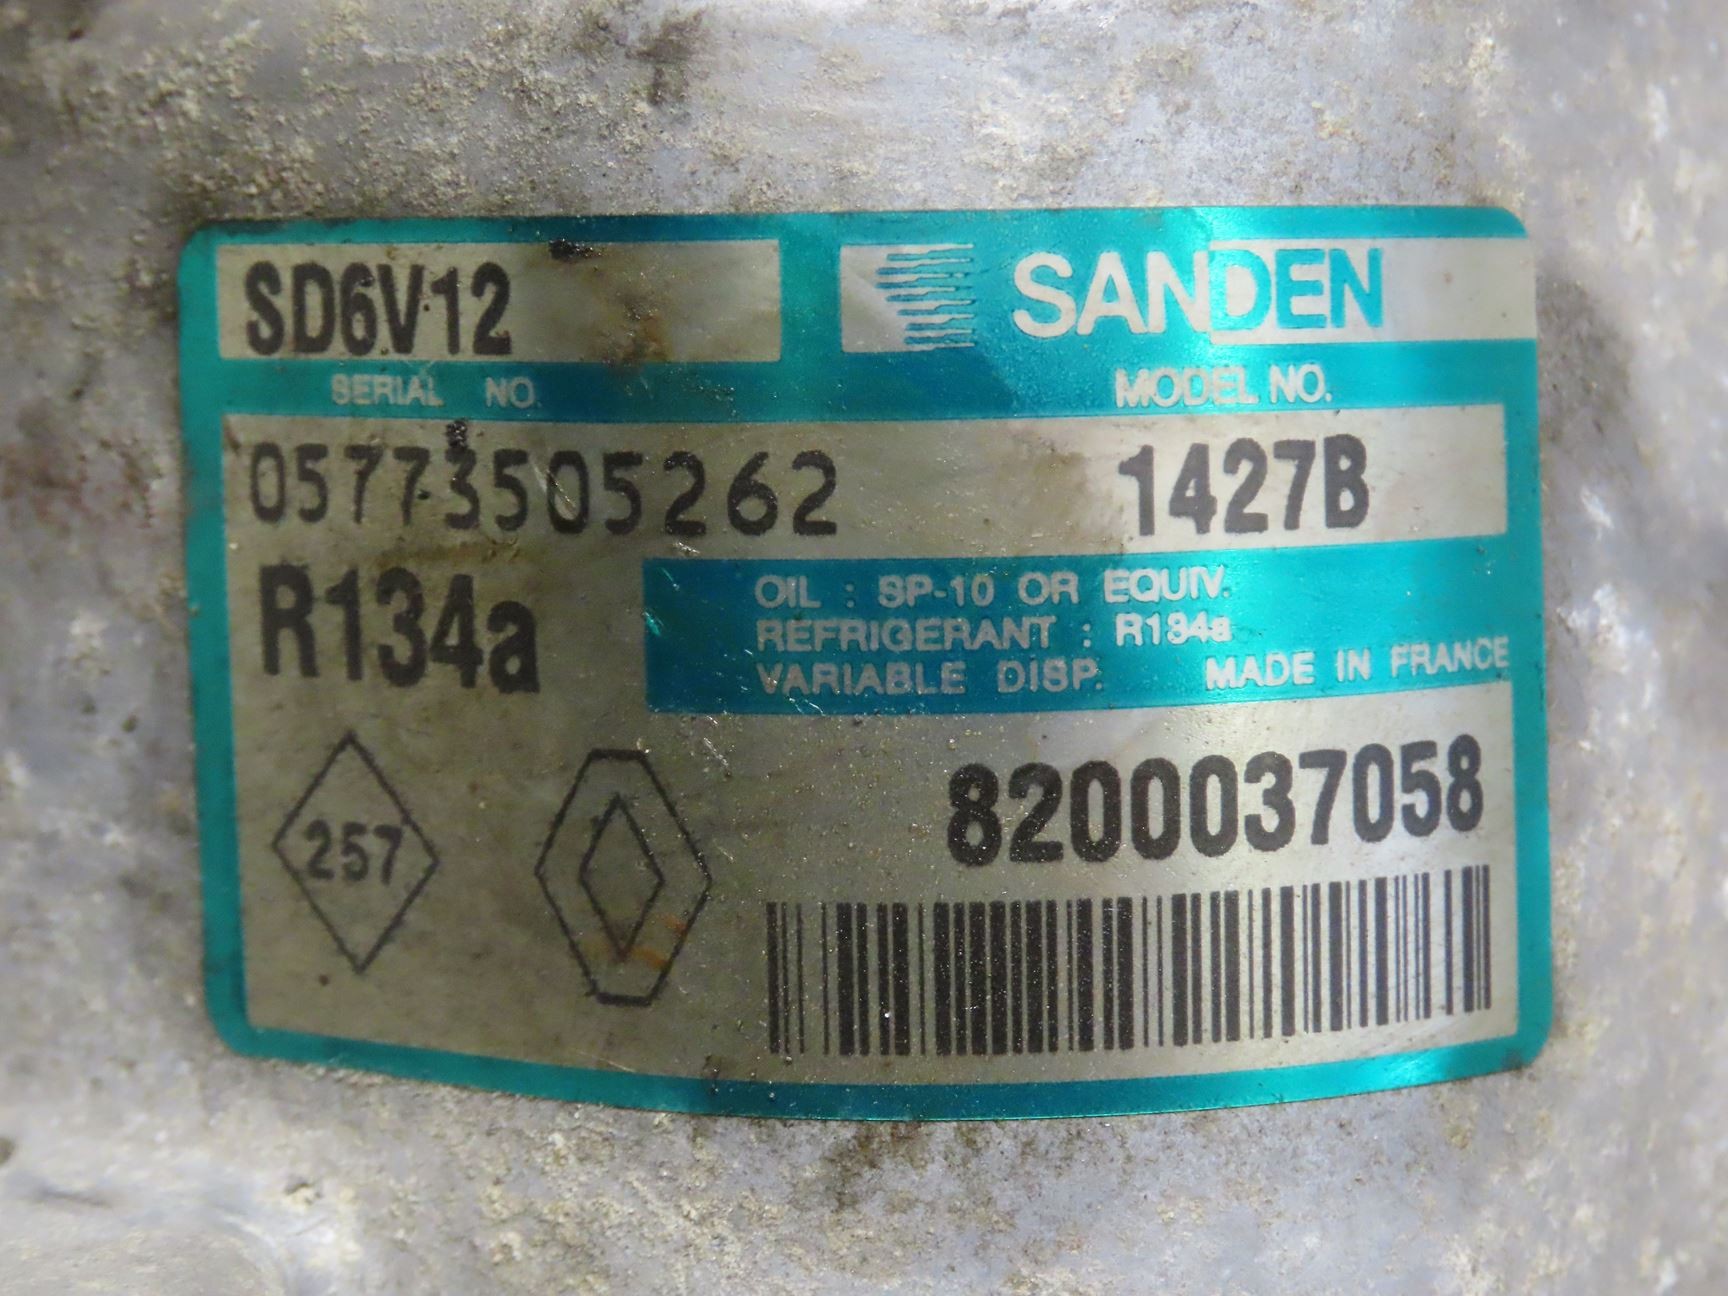 SD6V12
SANDEN
SERIAL NO.
MODEL NO.
05773505262
1427B
R134a
OIL : SP-10 OR EQUIV.
REFRIGERANT : R134a
VARIABLE DISP. MADE IN FRANCE
257
8200037058